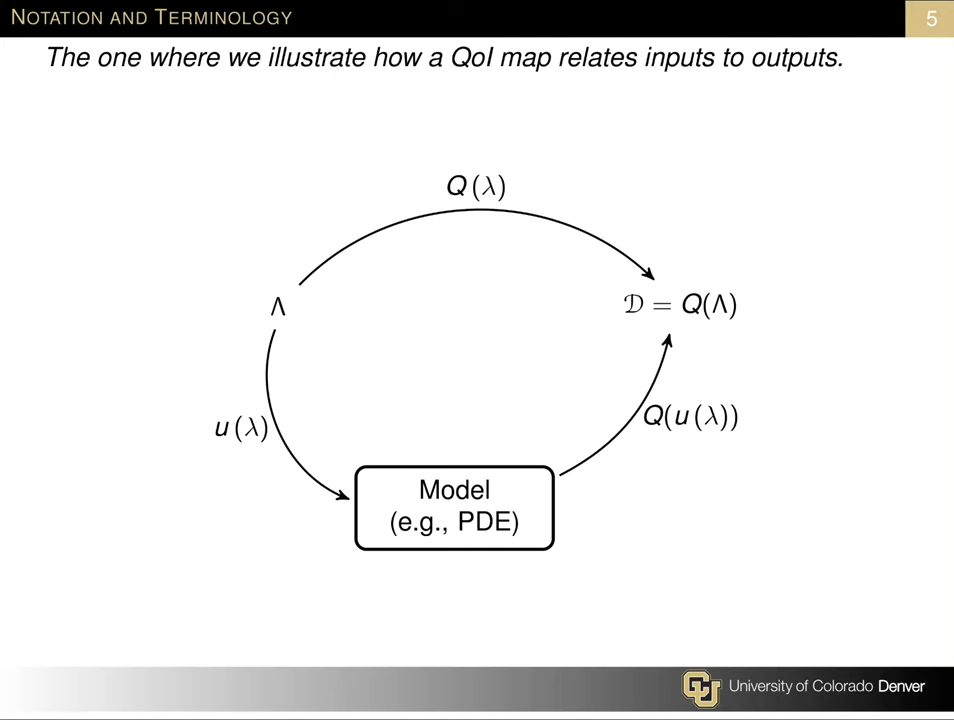 NOTATION AND TERMINOLOGY
5
The one where we illustrate how a QoI map relates inputs to outputs.
Q(λ)
Λ
𝒟 = Q(Λ)
u(λ)
Q(u(λ))
Model
(e.g., PDE)
CU
University of Colorado Denver